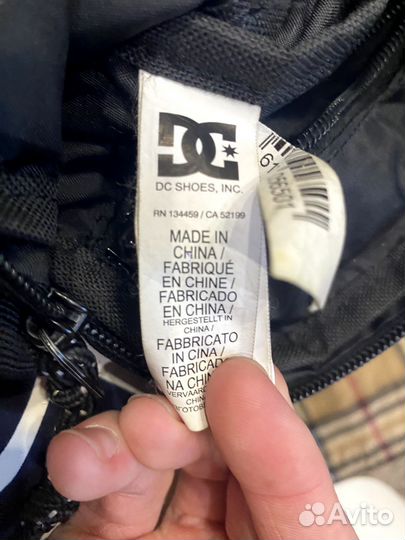 DC
DC SHOES, INC.
RN 134459 / CA 52199
MADE IN
CHINA /
FABRIQUÉ
EN CHINE /
FABRICADO
EN CHINA /
HERGESTELLT IN
CHINA /
FABBRICATO
IN CINA /
FABRICADO
NA CHINA
CHINA
Avito